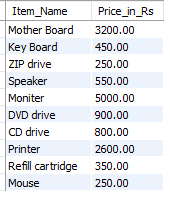 Item_Name Price_in_Rs
Mother Board 3200.00
Key Board 450.00
ZIP drive 250.00
Speaker 550.00
Moniter 5000.00
DVD drive 900.00
CD drive 800.00
Printer 2600.00
Refill cartridge 350.00
Mouse 250.00